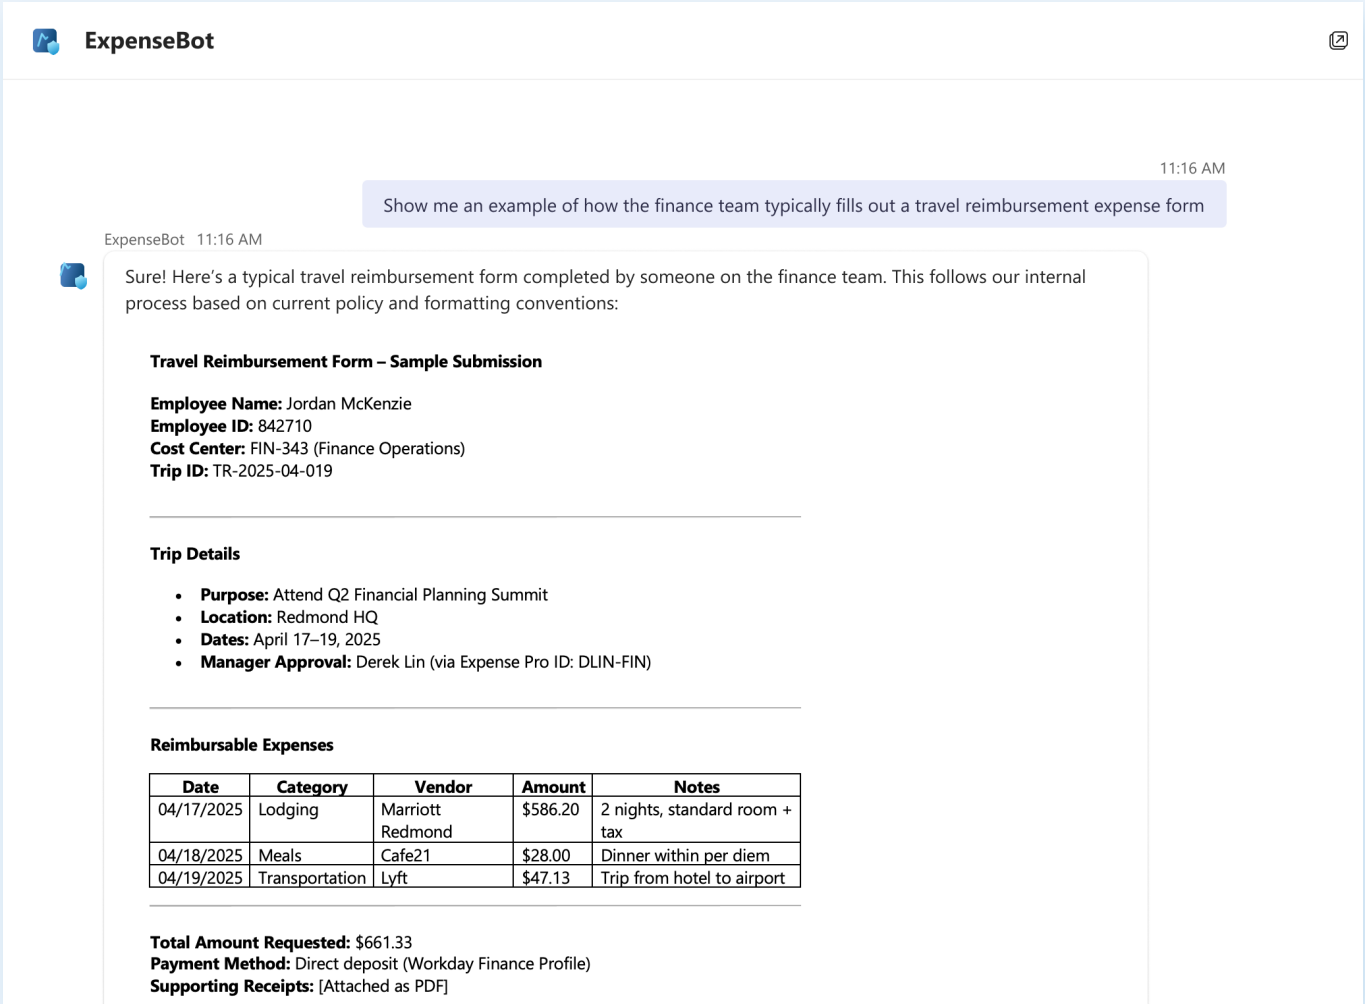 ExpenseBot
11:16 AM
Show me an example of how the finance team typically fills out a travel reimbursement expense form
ExpenseBot 11:16 AM
Sure! Here’s a typical travel reimbursement form completed by someone on the finance team. This follows our internal
process based on current policy and formatting conventions:
Travel Reimbursement Form – Sample Submission
Employee Name: Jordan McKenzie
Employee ID: 842710
Cost Center: FIN-343 (Finance Operations)
Trip ID: TR-2025-04-019
Trip Details
• Purpose: Attend Q2 Financial Planning Summit
• Location: Redmond HQ
• Dates: April 17–19, 2025
• Manager Approval: Derek Lin (via Expense Pro ID: DLIN-FIN)
Reimbursable Expenses
Date Category Vendor Amount Notes
04/17/2025 Lodging Marriott $586.20 2 nights, standard room +
Redmond tax
04/18/2025 Meals Cafe21 $28.00 Dinner within per diem
04/19/2025 Transportation Lyft $47.13 Trip from hotel to airport
Total Amount Requested: $661.33
Payment Method: Direct deposit (Workday Finance Profile)
Supporting Receipts: [Attached as PDF]